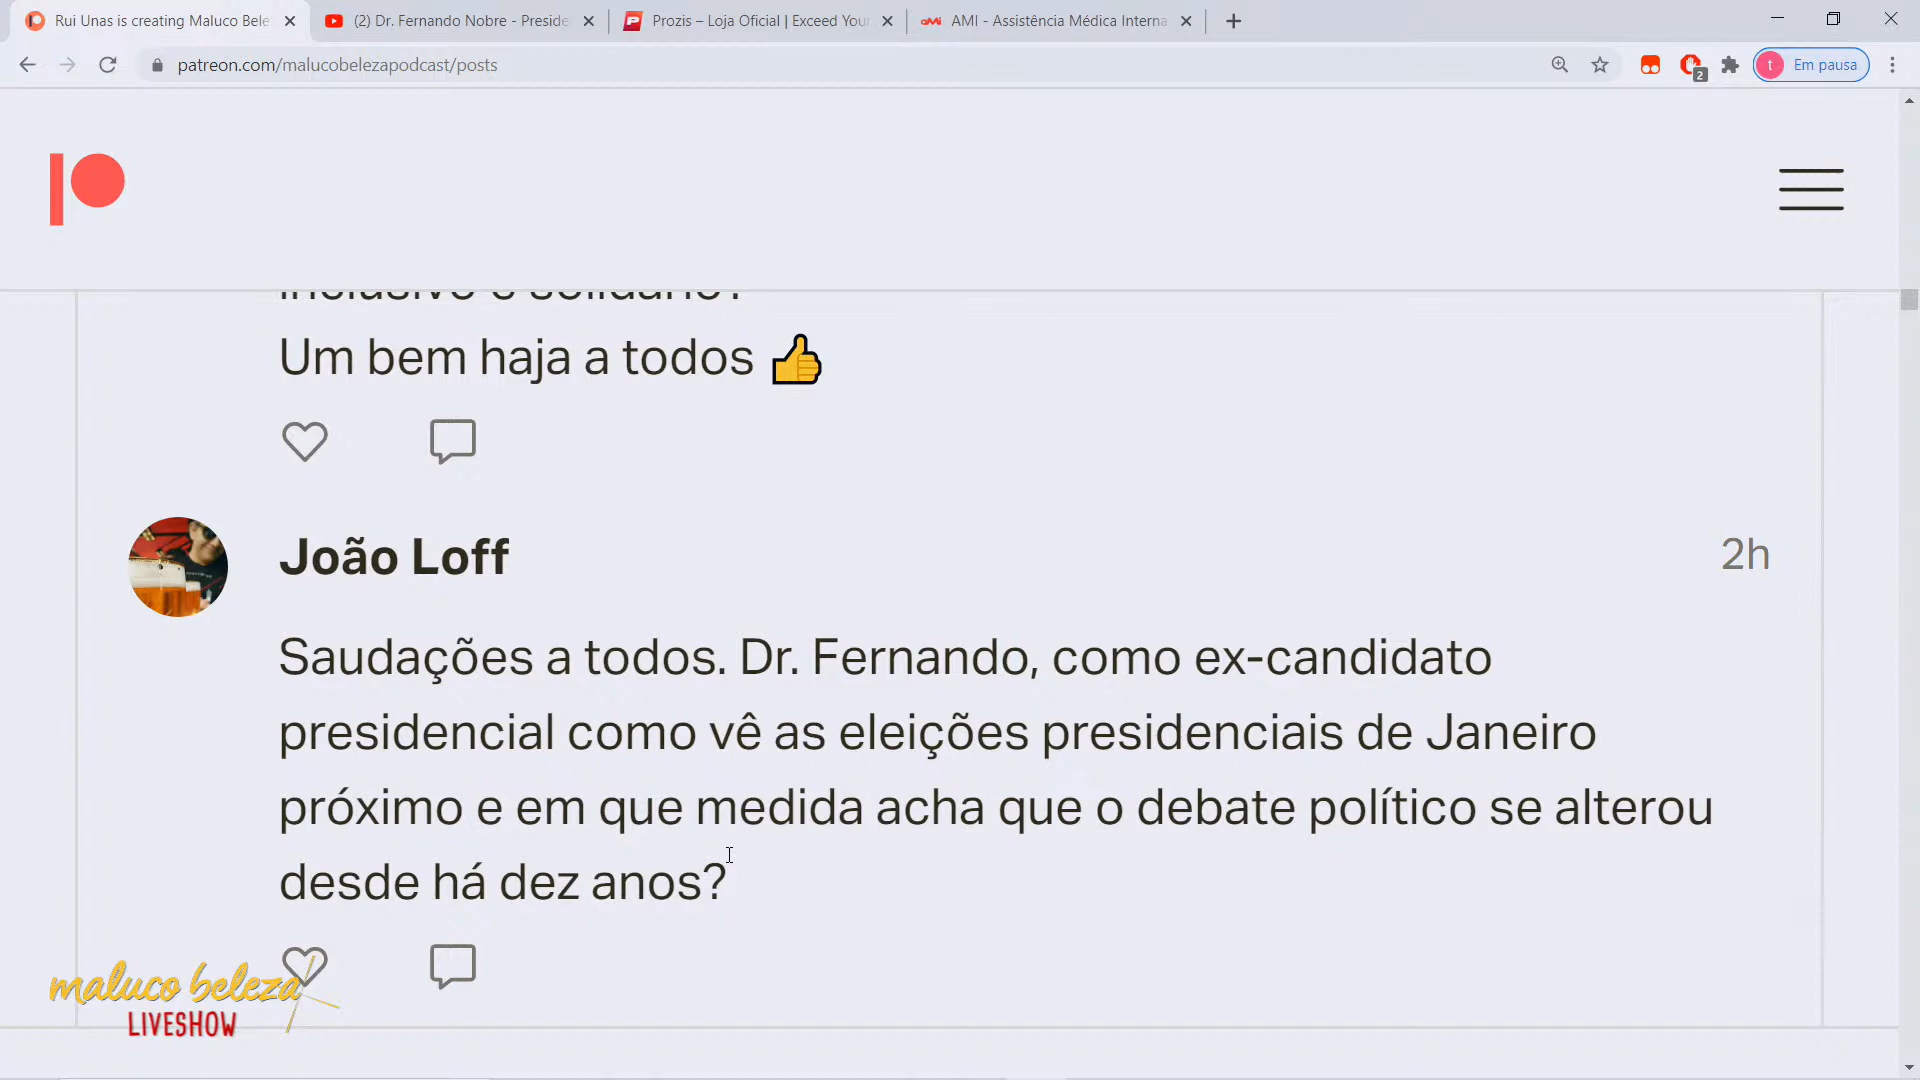 Rui Unas is creating Maluco Bele
(2) Dr. Fernando Nobre - Preside
Prozis – Loja Oficial | Exceed Your
AMI - Assistência Médica Interna
patreon.com/malucobelezapodcast/posts
2
t
Em pausa
inclusivo e solidário?
Um bem haja a todos 👍
João Loff
2h
Saudações a todos. Dr. Fernando, como ex-candidato
presidencial como vê as eleições presidenciais de Janeiro
próximo e em que medida acha que o debate político se alterou
desde há dez anos?
maluco beleza
LIVESHOW